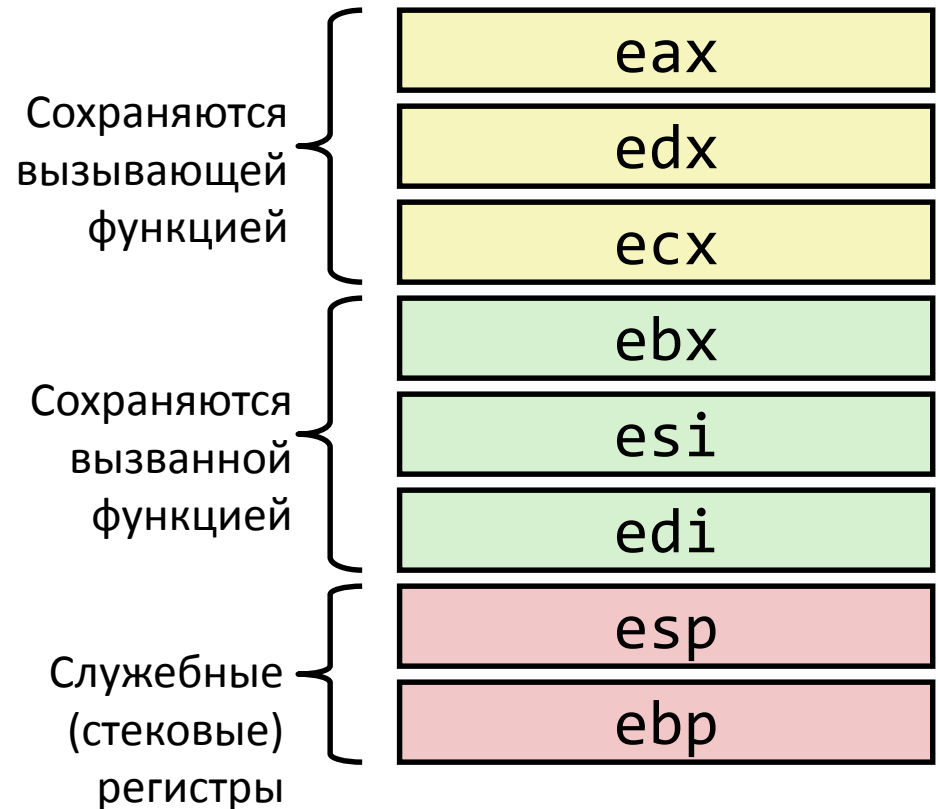 Сохраняются
вызывающей
функцией
eax
edx
ecx
Сохраняются
вызванной
функцией
ebx
esi
edi
Служебные
(стековые)
регистры
esp
ebp